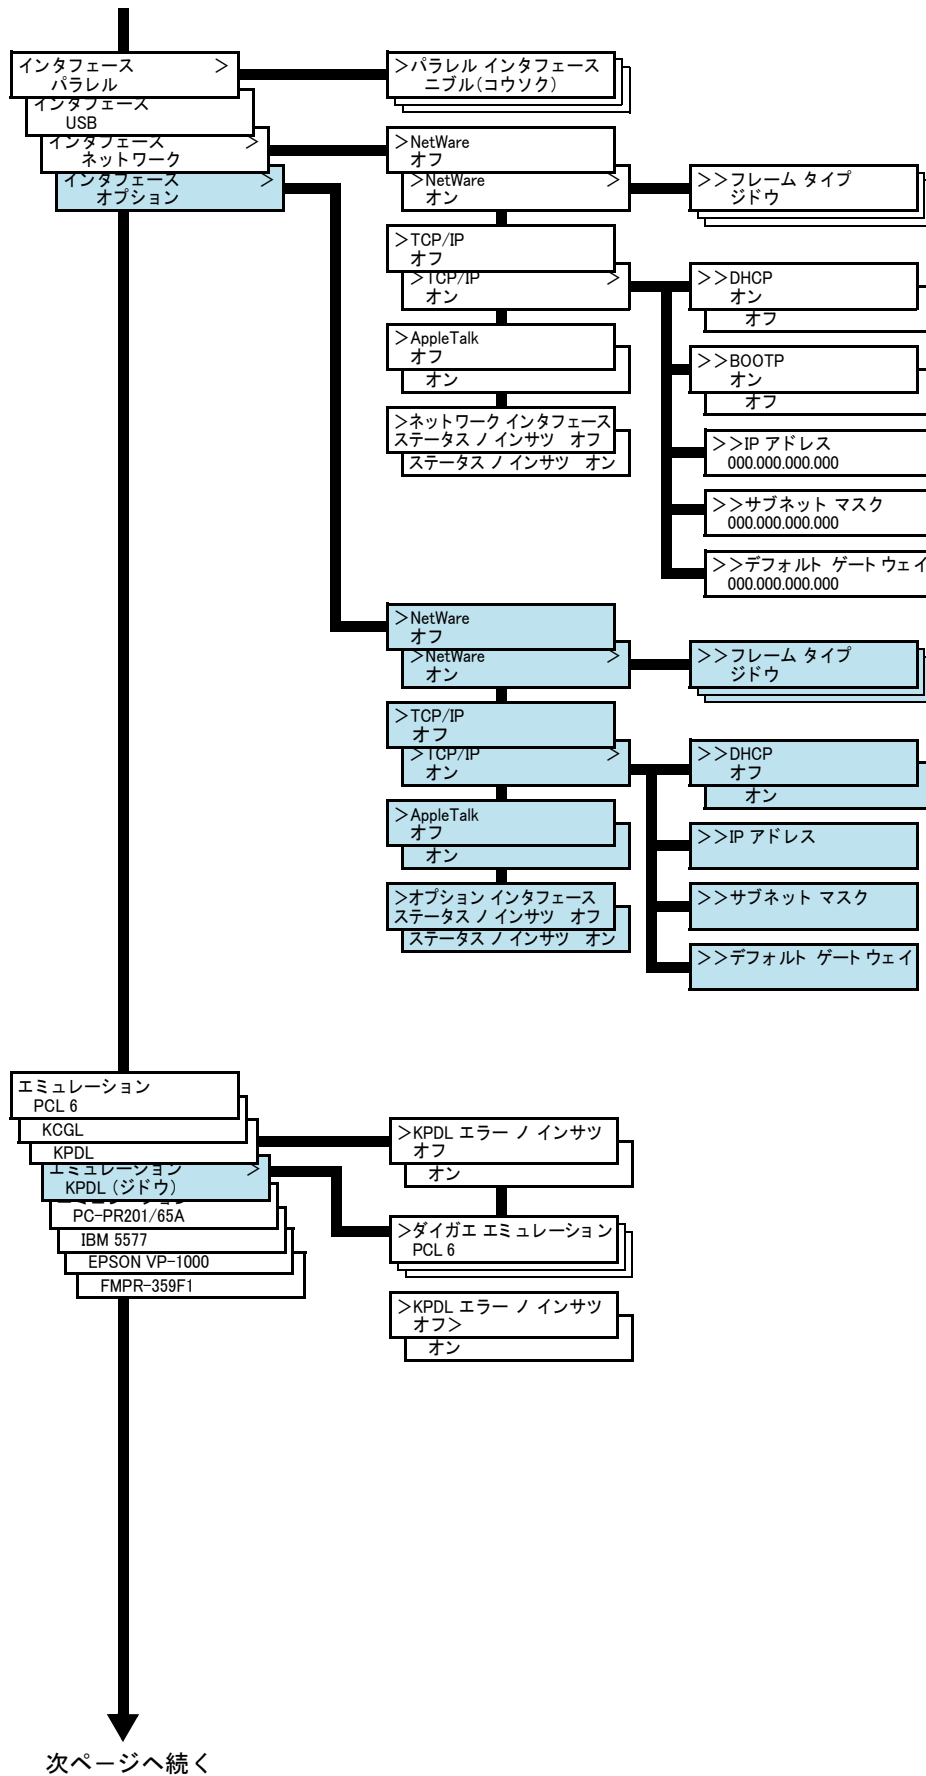 インタフェース >
パラレル
インタフェース
USB
インタフェース >
ネットワーク
インタフェース >
オプション
>パラレル インタフェース
ニブル(コウソク)
>NetWare
オフ
>NetWare >
オン
>>フレーム タイプ
ジドウ
>TCP/IP
オフ
>TCP/IP >
オン
>>DHCP
オン
オフ
>>BOOTP
オン
オフ
>>IP アドレス
000.000.000.000
>>サブネット マスク
000.000.000.000
>>デフォルト ゲートウェイ
000.000.000.000
>AppleTalk
オフ
オン
>ネットワーク インタフェース
ステータス ノ インサツ オフ
ステータス ノ インサツ オン
>NetWare
オフ
>NetWare >
オン
>>フレーム タイプ
ジドウ
>TCP/IP
オフ
>TCP/IP >
オン
>>DHCP
オフ
オン
>>IP アドレス
>>サブネット マスク
>>デフォルト ゲートウェイ
>AppleTalk
オフ
オン
>オプション インタフェース
ステータス ノ インサツ オフ
ステータス ノ インサツ オン
エミュレーション
PCL 6
KCGL
KPDL
エミュレーション >
KPDL (ジドウ)
PC-PR201/65A
IBM 5577
EPSON VP-1000
FMPR-359F1
>KPDL エラー ノ インサツ
オフ
オン
>ダイガエ エミュレーション
PCL 6
>KPDL エラー ノ インサツ
オフ>
オン
次ページへ続く